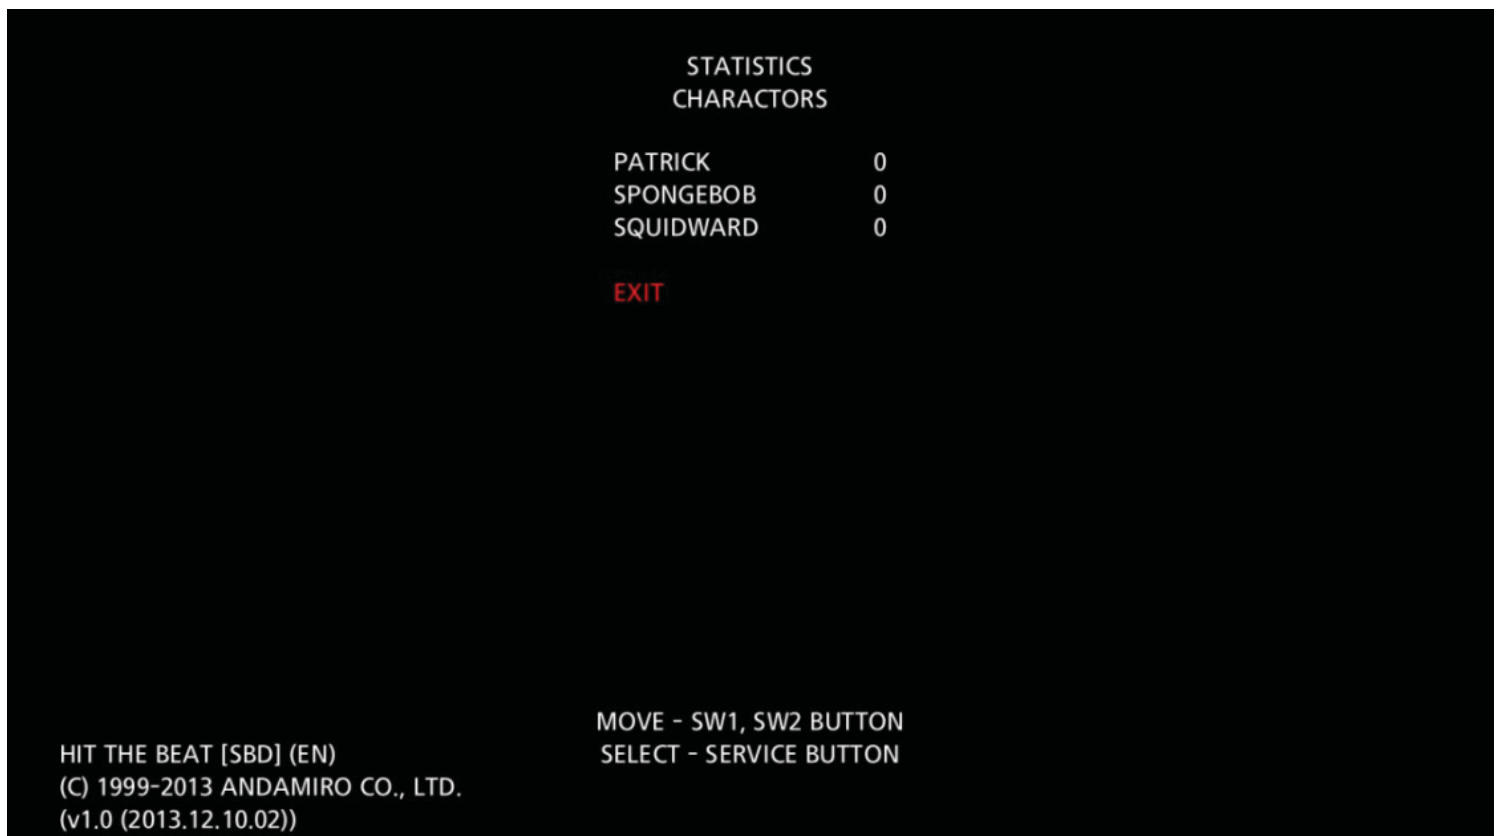 STATISTICS
CHARACTORS
PATRICK 0
SPONGEBOB 0
SQUIDWARD 0
EXIT
MOVE - SW1, SW2 BUTTON
SELECT - SERVICE BUTTON
HIT THE BEAT [SBD] (EN)
(C) 1999-2013 ANDAMIRO CO., LTD.
(v1.0 (2013.12.10.02))